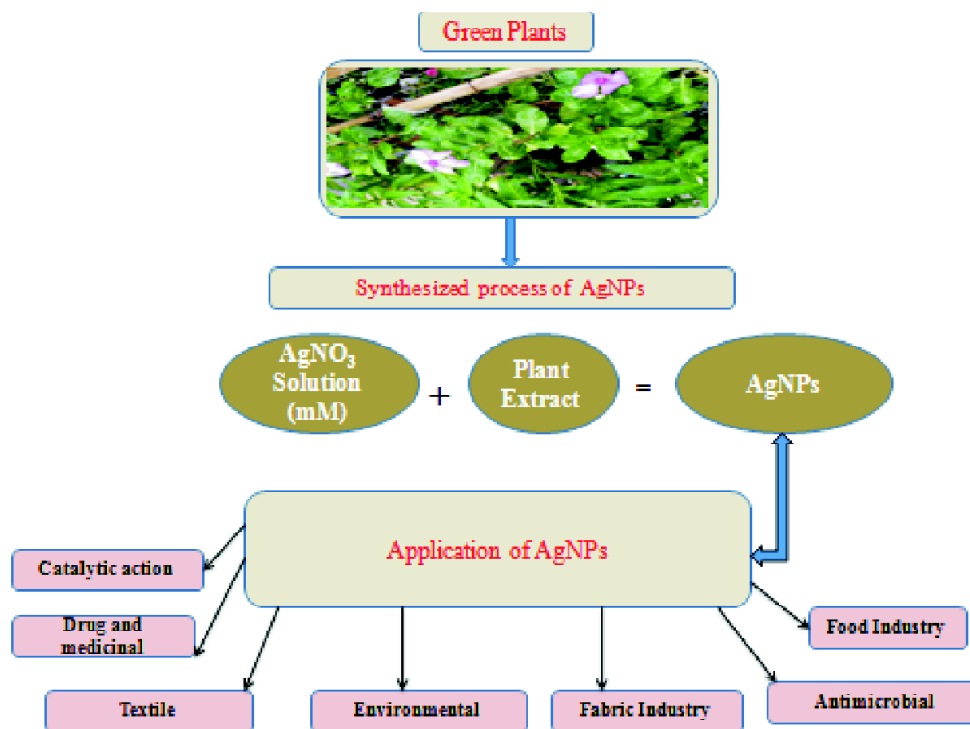 Green Plants
Synthesized process of AgNPs
AgNO₃
Solution
(mM)
+
Plant
Extract
=
AgNPs
Application of AgNPs
Catalytic action
Drug and
medicinal
Textile
Environmental
Fabric Industry
Antimicrobial
Food Industry